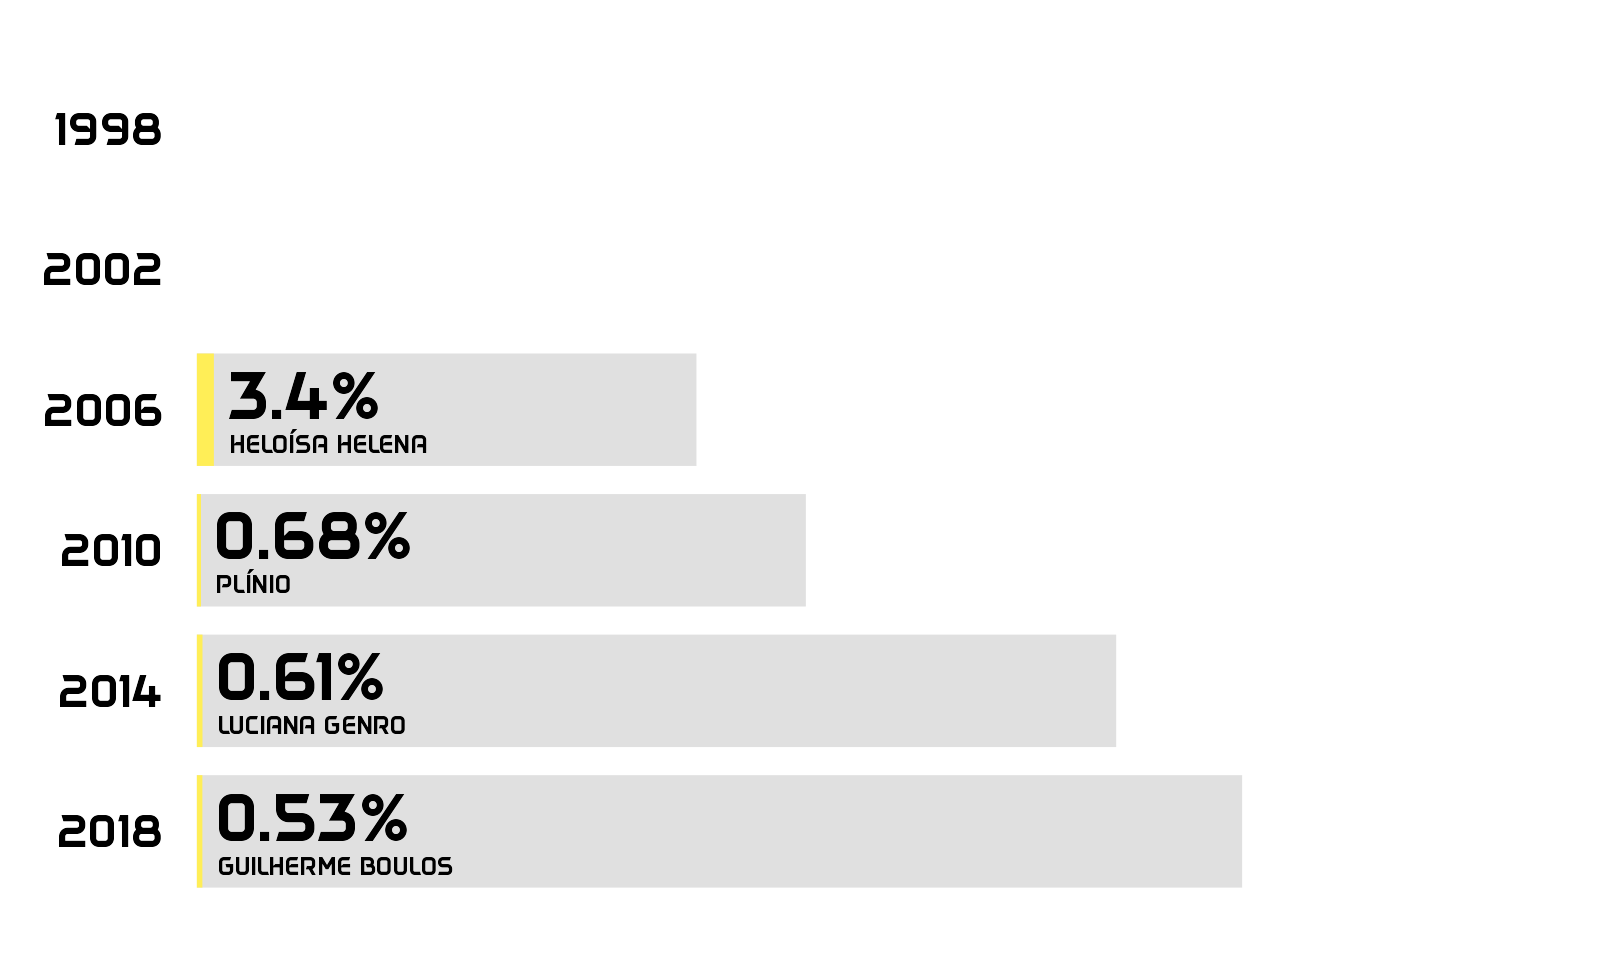 1998
2002
2006
3.4%
HELOÍSA HELENA
2010
0.68%
PLÍNIO
2014
0.61%
LUCIANA GENRO
2018
0.53%
GUILHERME BOULOS